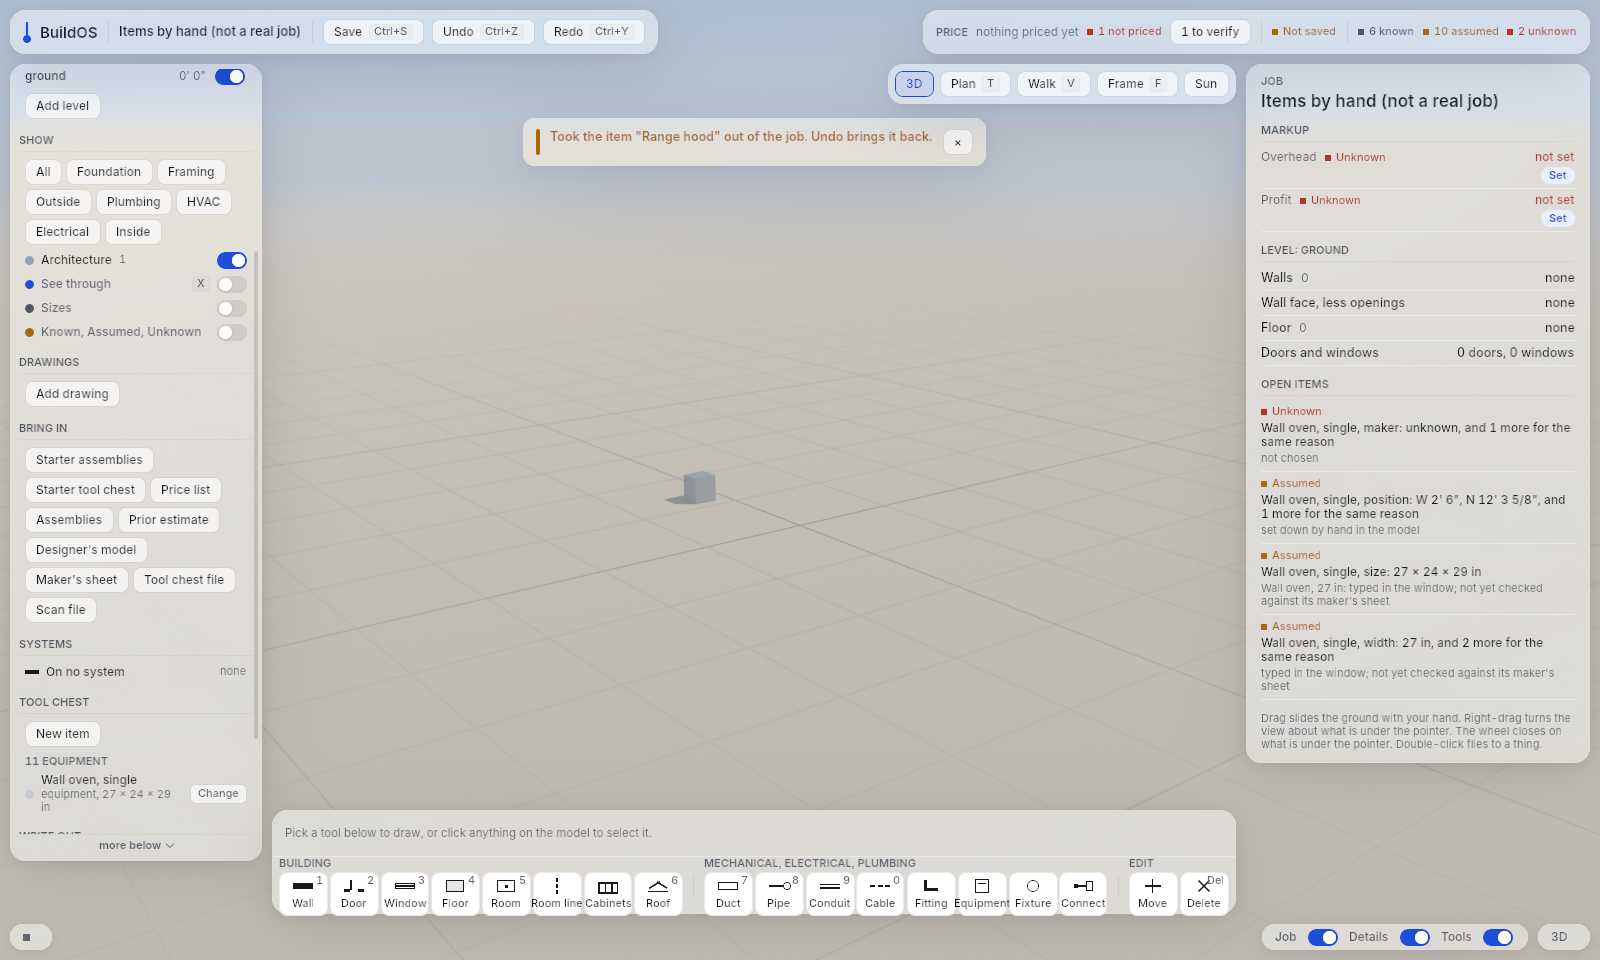 BuildOS
Items by hand (not a real job)
Save Ctrl+S
Undo Ctrl+Z
Redo Ctrl+Y
PRICE nothing priced yet 1 not priced 1 to verify Not saved 6 known 10 assumed 2 unknown
ground 0' 0"
Add level
SHOW
All Foundation Framing
Outside Plumbing HVAC
Electrical Inside
Architecture 1
See through X
Sizes
Known, Assumed, Unknown
DRAWINGS
Add drawing
BRING IN
Starter assemblies
Starter tool chest Price list
Assemblies Prior estimate
Designer's model
Maker's sheet Tool chest file
Scan file
SYSTEMS
On no system none
TOOL CHEST
New item
11 EQUIPMENT
Wall oven, single
equipment, 27 × 24 × 29
in
Change
more below
3D Plan T Walk V Frame F Sun
Took the item "Range hood" out of the job. Undo brings it back. ×
JOB
Items by hand (not a real job)
MARKUP
Overhead Unknown not set
Set
Profit Unknown not set
Set
LEVEL: GROUND
Walls 0 none
Wall face, less openings none
Floor 0 none
Doors and windows 0 doors, 0 windows
OPEN ITEMS
Unknown
Wall oven, single, maker: unknown, and 1 more for the
same reason
not chosen
Assumed
Wall oven, single, position: W 2' 6", N 12' 3 5/8", and
1 more for the same reason
set down by hand in the model
Assumed
Wall oven, single, size: 27 × 24 × 29 in
Wall oven, 27 in: typed in the window; not yet checked
against its maker's sheet
Assumed
Wall oven, single, width: 27 in, and 2 more for the
same reason
typed in the window; not yet checked against its maker's
sheet
Drag slides the ground with your hand. Right-drag turns the
view about what is under the pointer. The wheel closes on
what is under the pointer. Double-click flies to a thing.
Pick a tool below to draw, or click anything on the model to select it.
BUILDING
1 2 3 4 5 6
Wall Door Window Floor Room Room line Cabinets Roof
MECHANICAL, ELECTRICAL, PLUMBING
7 8 9 0
Duct Pipe Conduit Cable Fitting Equipment Fixture Connect
EDIT
Del
Move Delete
Job Details Tools 3D